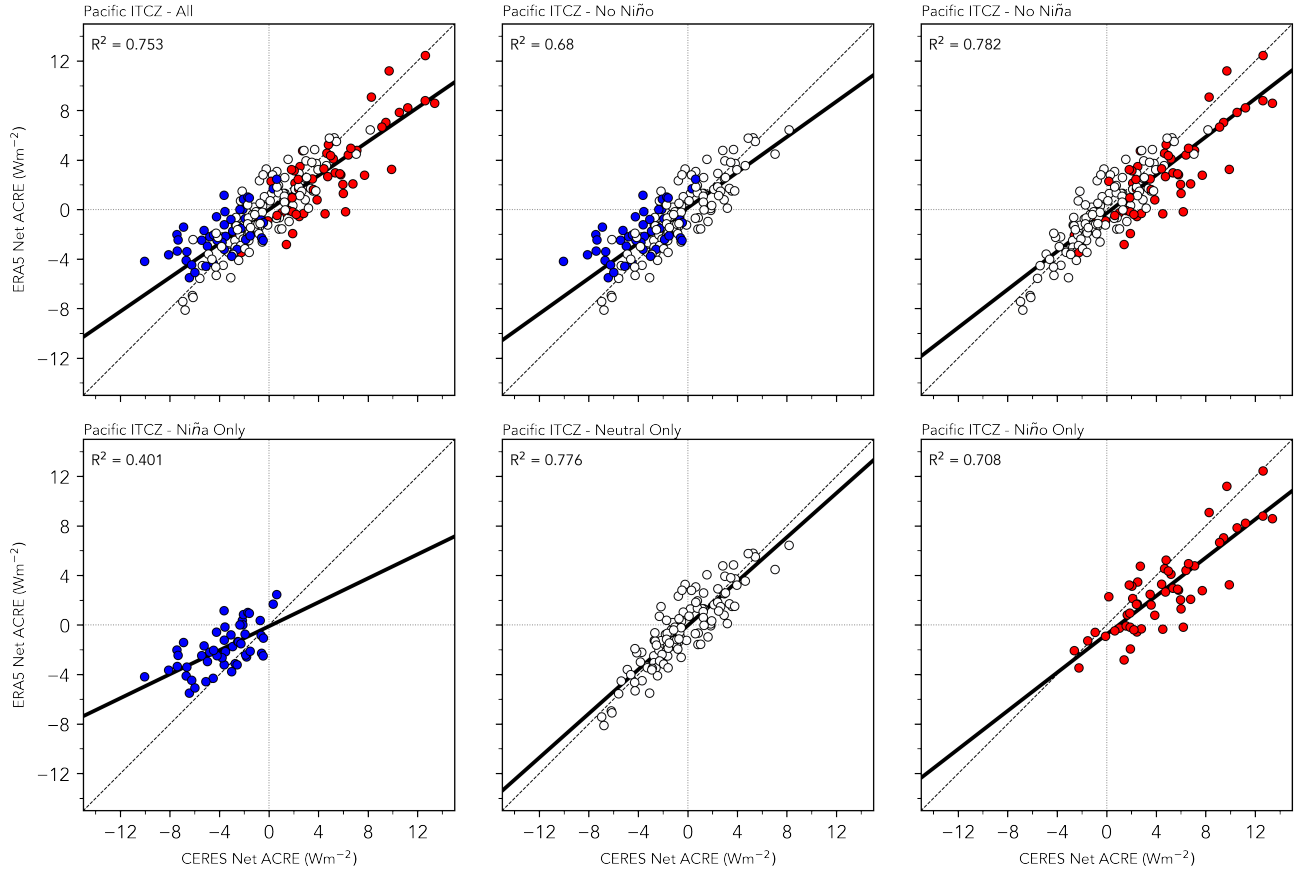 Pacific ITCZ - All
Pacific ITCZ - No Niño
Pacific ITCZ - No Niña
R² = 0.753
R² = 0.68
R² = 0.782
ERA5 Net ACRE (Wm⁻²)
12
8
4
0
−4
−8
−12
Pacific ITCZ - Niña Only
Pacific ITCZ - Neutral Only
Pacific ITCZ - Niño Only
R² = 0.401
R² = 0.776
R² = 0.708
ERA5 Net ACRE (Wm⁻²)
12
8
4
0
−4
−8
−12
−12 −8 −4 0 4 8 12
−12 −8 −4 0 4 8 12
−12 −8 −4 0 4 8 12
CERES Net ACRE (Wm⁻²)
CERES Net ACRE (Wm⁻²)
CERES Net ACRE (Wm⁻²)